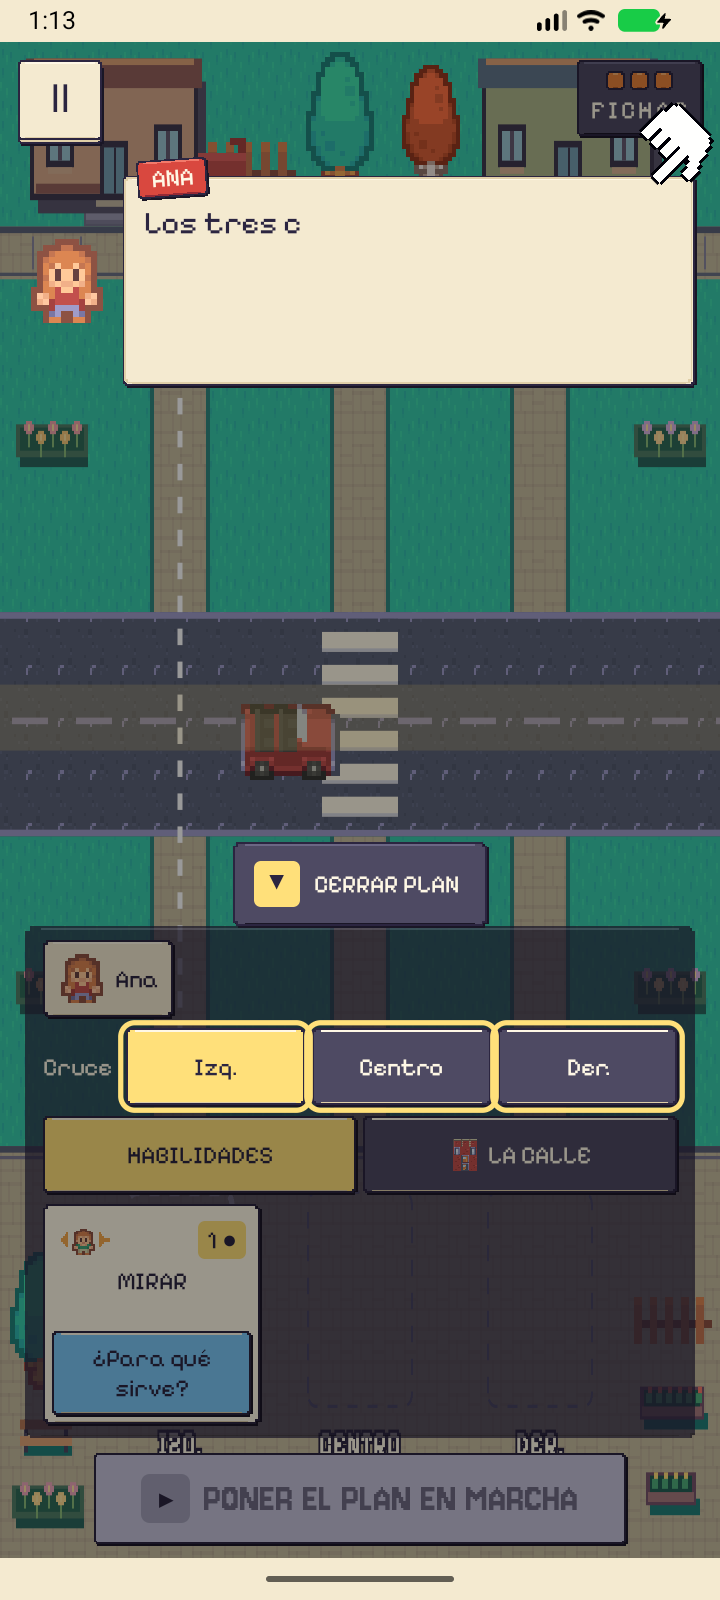 1:13
FICHAS
ANA
Los tres c
CERRAR PLAN
Ana
Cruce
Izq.
Centro
Der.
HABILIDADES
LA CALLE
1
MIRAR
¿Para qué
sirve?
IZQ.
CENTRO
DER.
PONER EL PLAN EN MARCHA